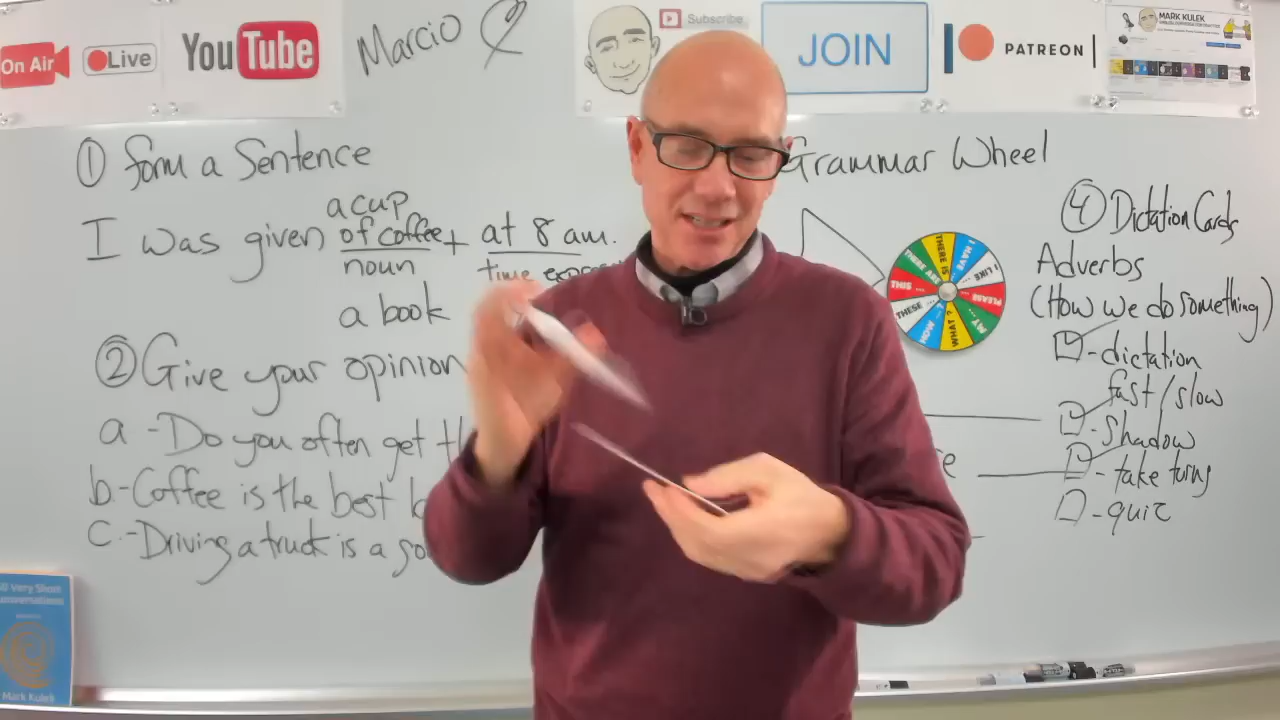 On Air
Live
YouTube
Marcio
Subscribe
JOIN
PATREON
MARK KULEK
① Form a Sentence
a cup
I was given of coffee + at 8 am.
noun time
a book
② Give your opinion
a - Do you often get
b - Coffee is the best
c. - Driving a truck is a
Grammar Wheel
THERE IS
I HAVE
I LIKE
PLEASE
MY
WHAT?
HOW
THESE
THIS
THERE ARE
④ Dictation Cards
Adverbs
(How we do something)
- dictation
fast / slow
- shadow
- take turns
- quiz
Very Short
Conversations
Mark Kulek